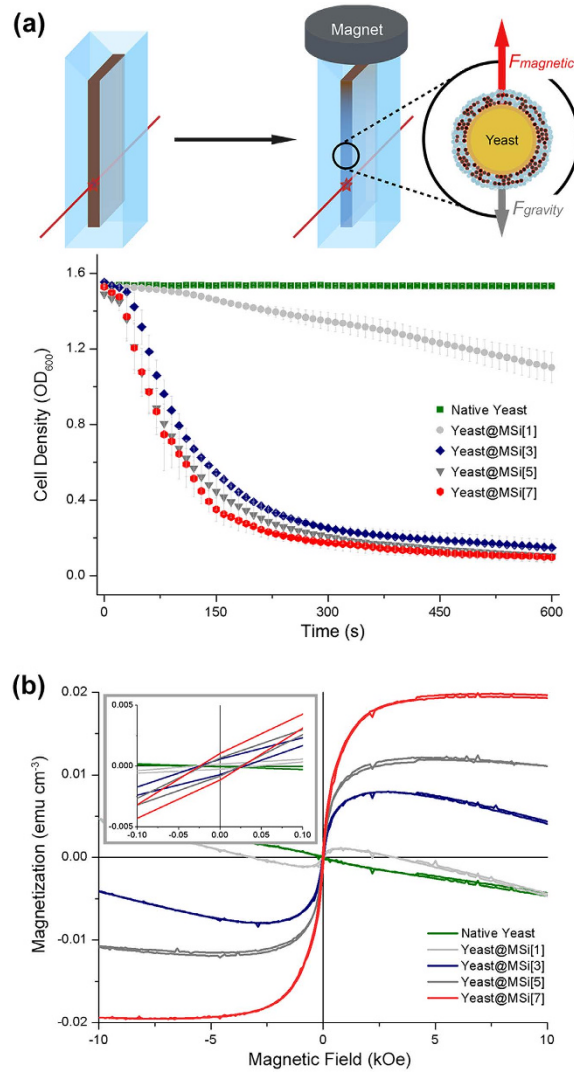 (a)
Magnet
Fmagnetic
Yeast
Fgravity
1.6
1.2
0.8
0.4
0.0
Cell Density (OD600)
Native Yeast
Yeast@MSi[1]
Yeast@MSi[3]
Yeast@MSi[5]
Yeast@MSi[7]
0 150 300 450 600
Time (s)
(b)
0.02
0.01
0.00
-0.01
-0.02
Magnetization (emu cm-3)
0.005
0.000
-0.005
-0.10 -0.05 0.00 0.05 0.10
Native Yeast
Yeast@MSi[1]
Yeast@MSi[3]
Yeast@MSi[5]
Yeast@MSi[7]
-10 -5 0 5 10
Magnetic Field (kOe)